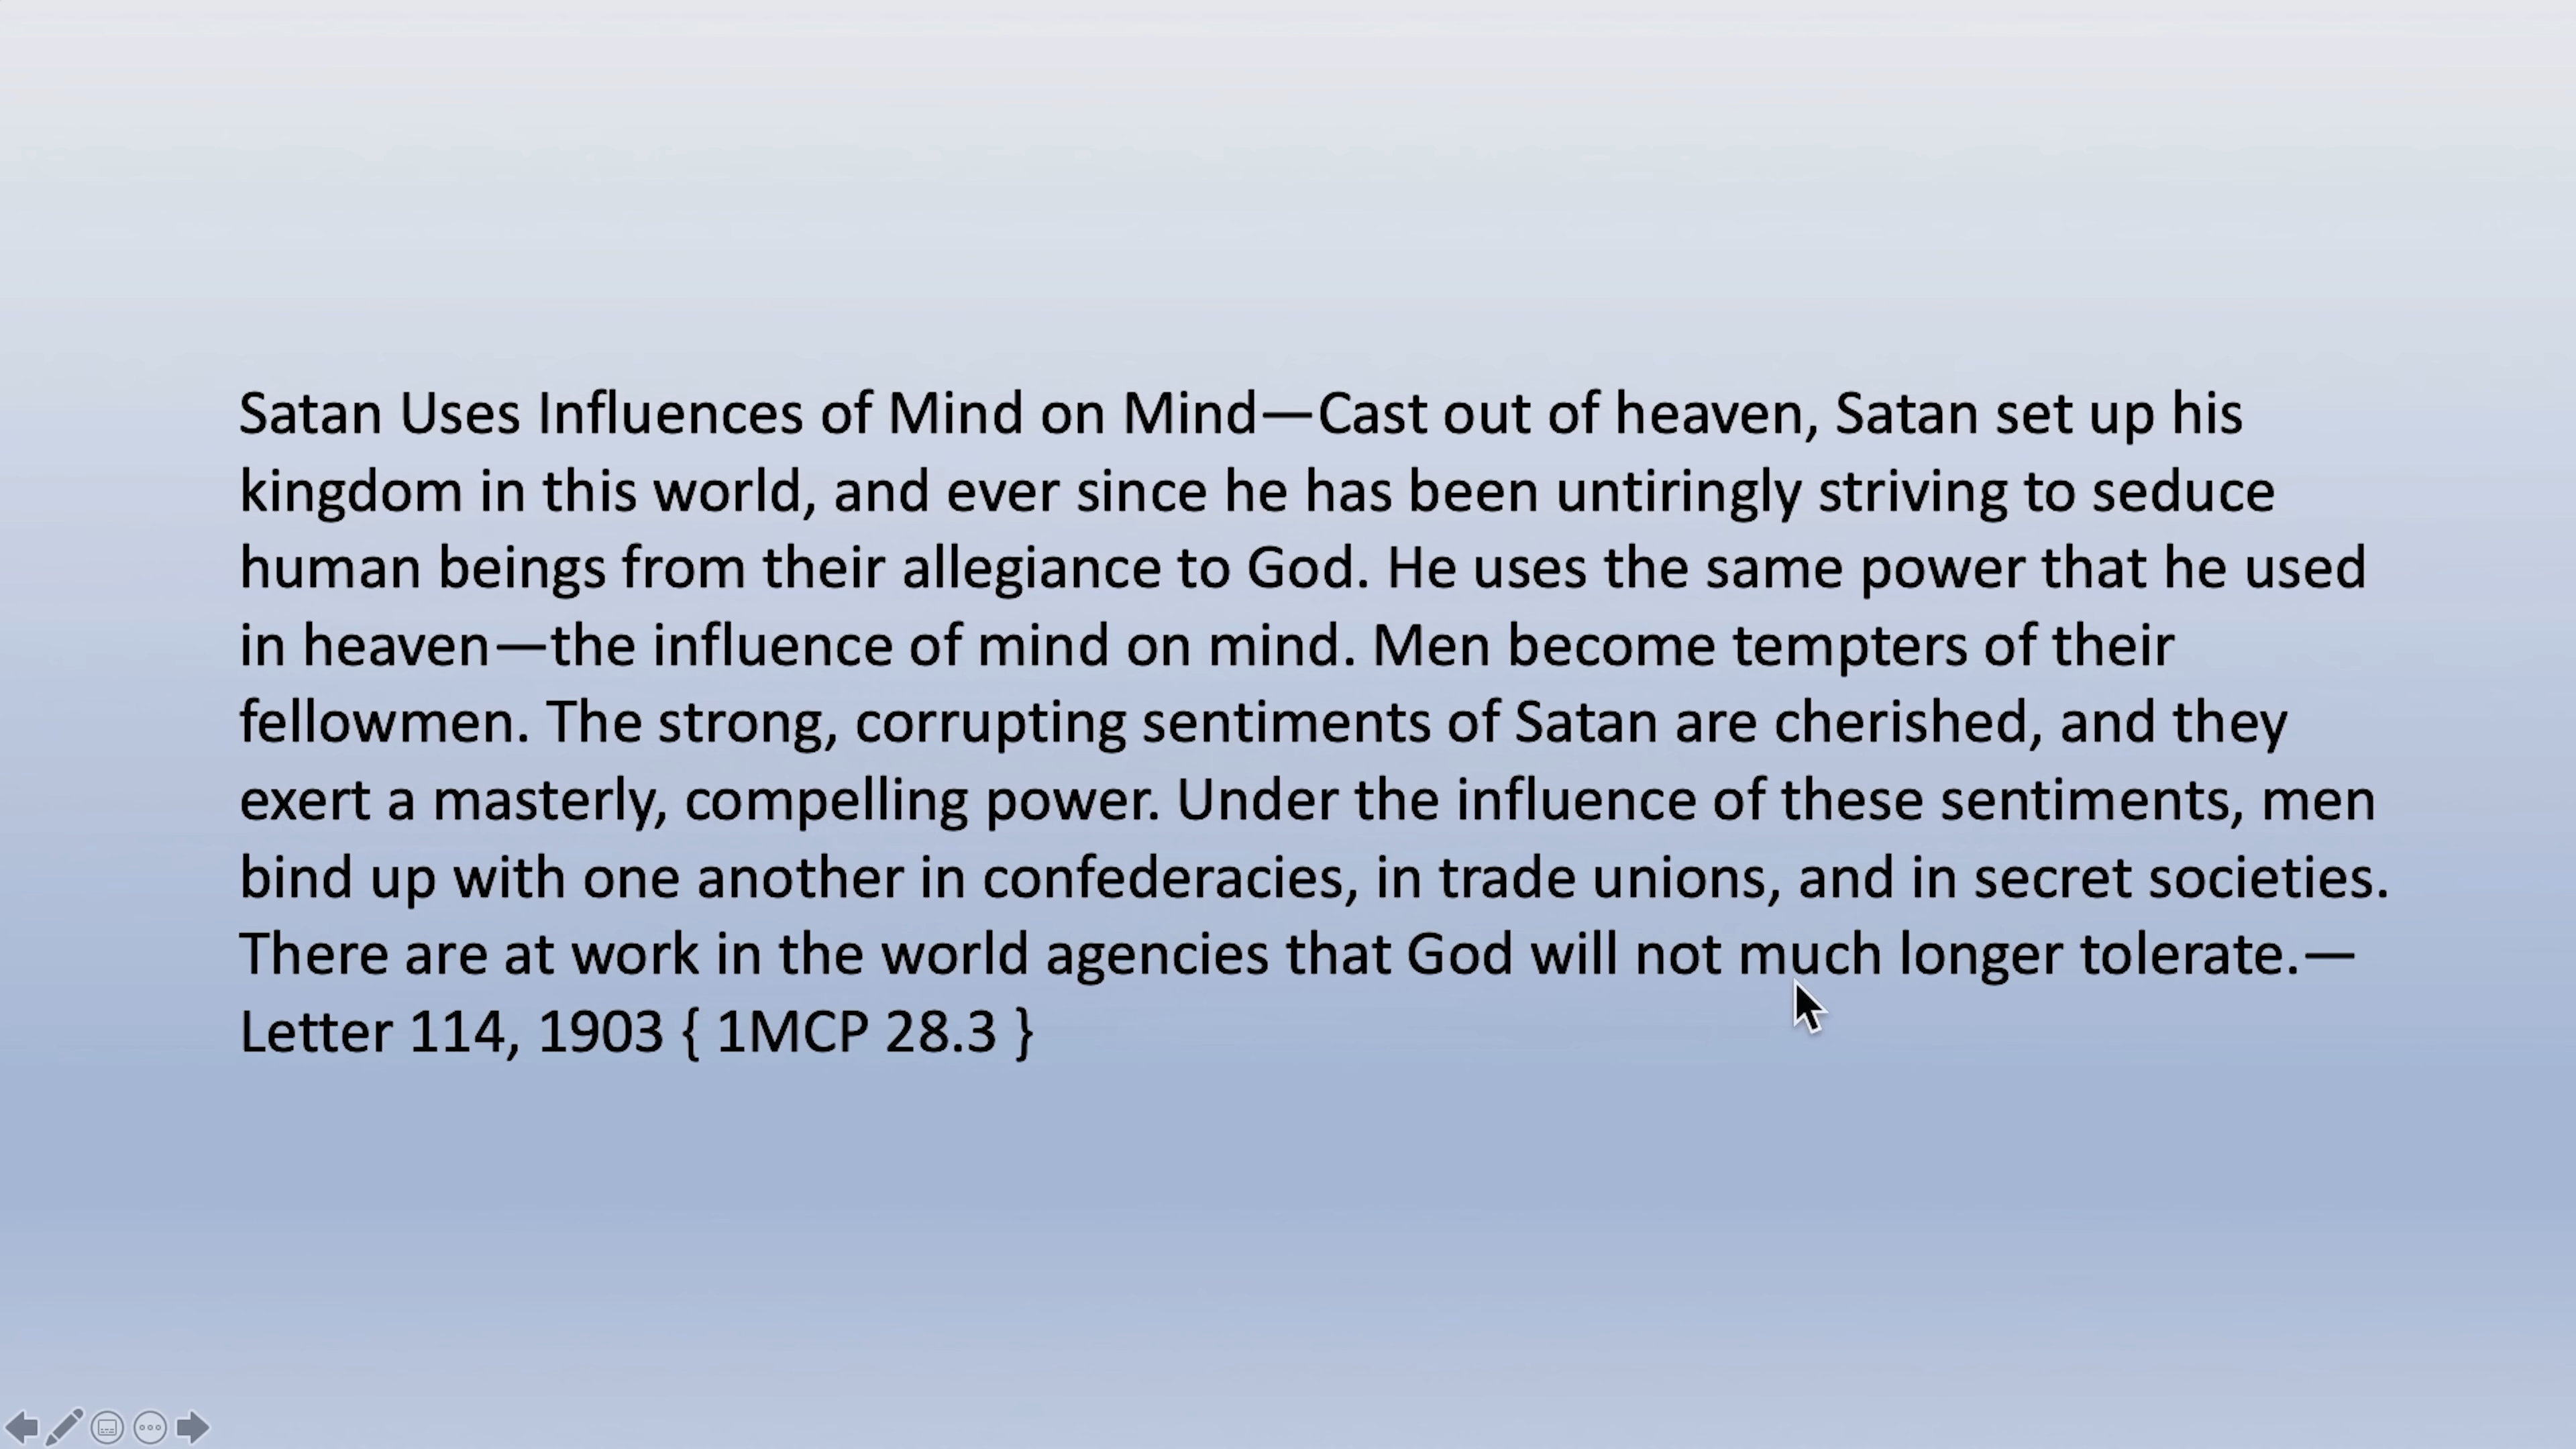 Satan Uses Influences of Mind on Mind—Cast out of heaven, Satan set up his
kingdom in this world, and ever since he has been untiringly striving to seduce
human beings from their allegiance to God. He uses the same power that he used
in heaven—the influence of mind on mind. Men become tempters of their
fellowmen. The strong, corrupting sentiments of Satan are cherished, and they
exert a masterly, compelling power. Under the influence of these sentiments, men
bind up with one another in confederacies, in trade unions, and in secret societies.
There are at work in the world agencies that God will not much longer tolerate.—
Letter 114, 1903 { 1MCP 28.3 }